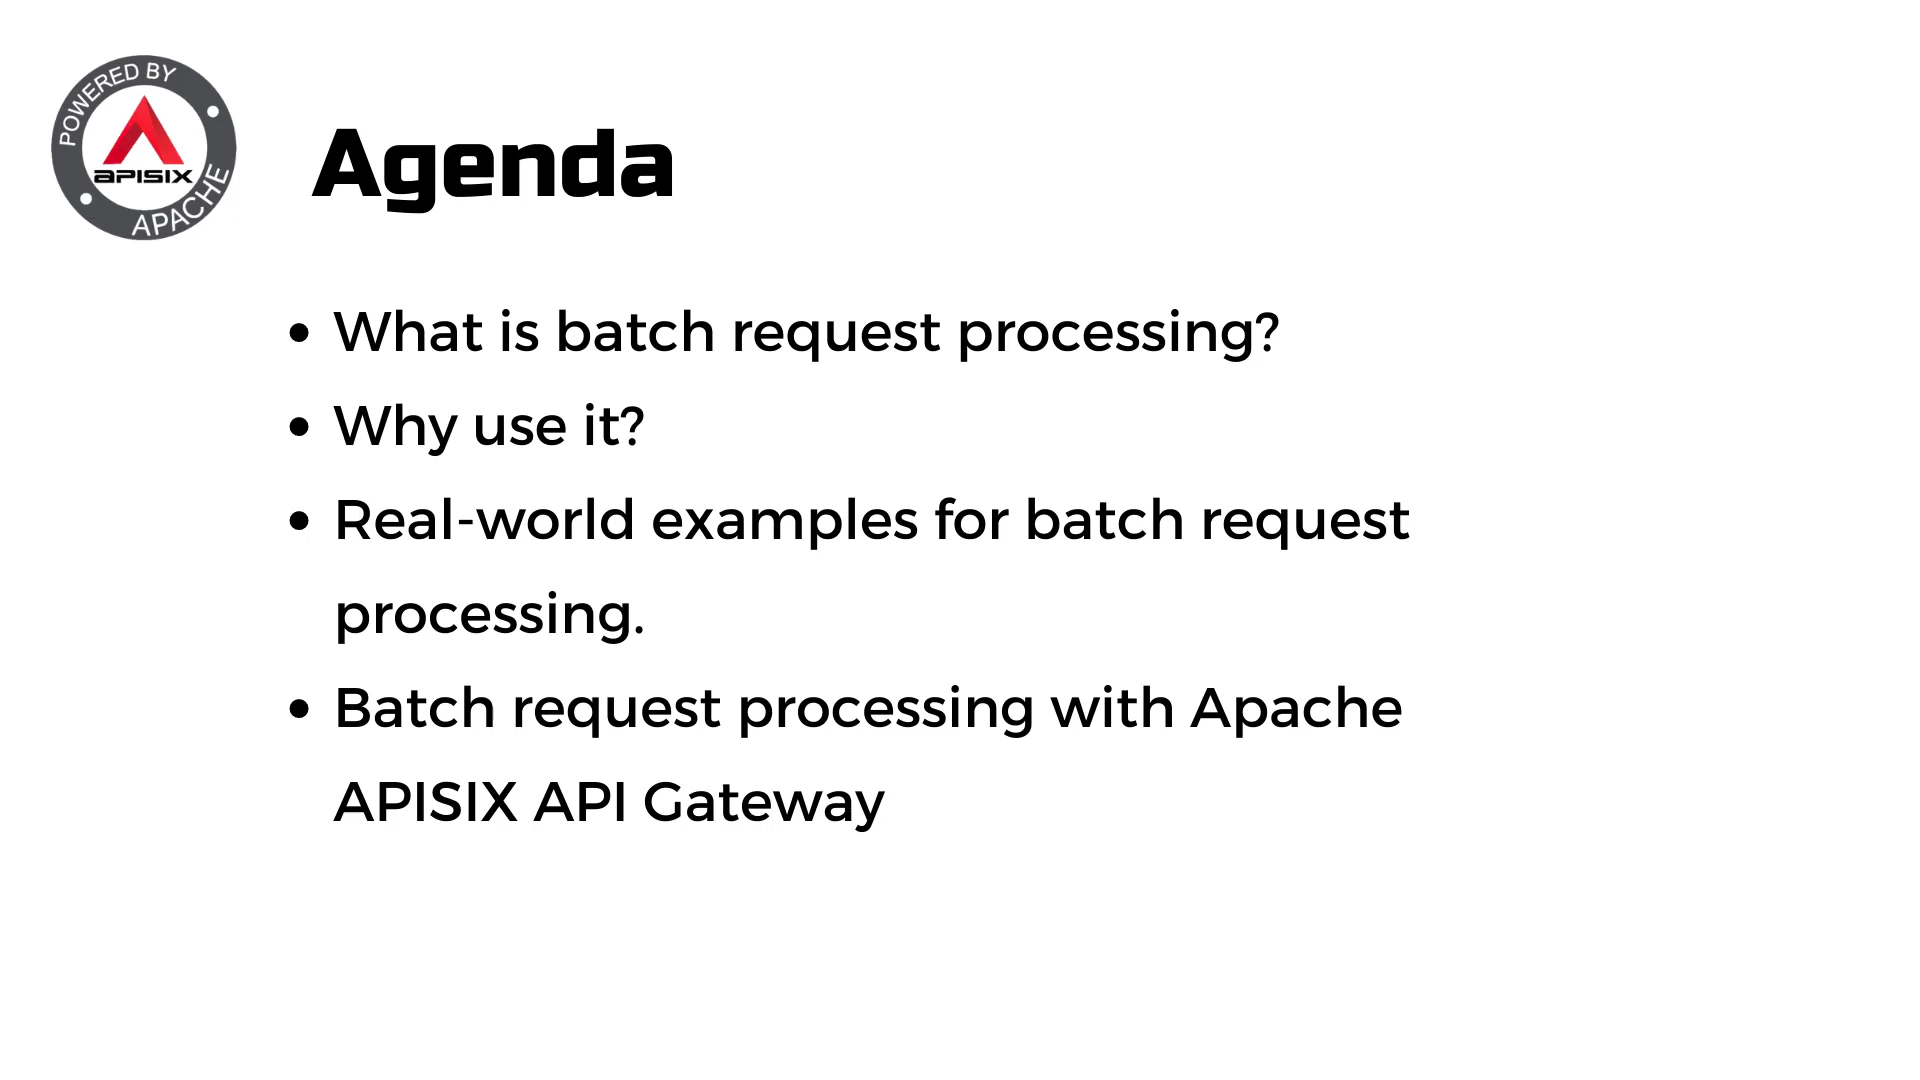 POWERED BY
APISIX
APACHE
Agenda
• What is batch request processing?
• Why use it?
• Real-world examples for batch request
processing.
• Batch request processing with Apache
APISIX API Gateway